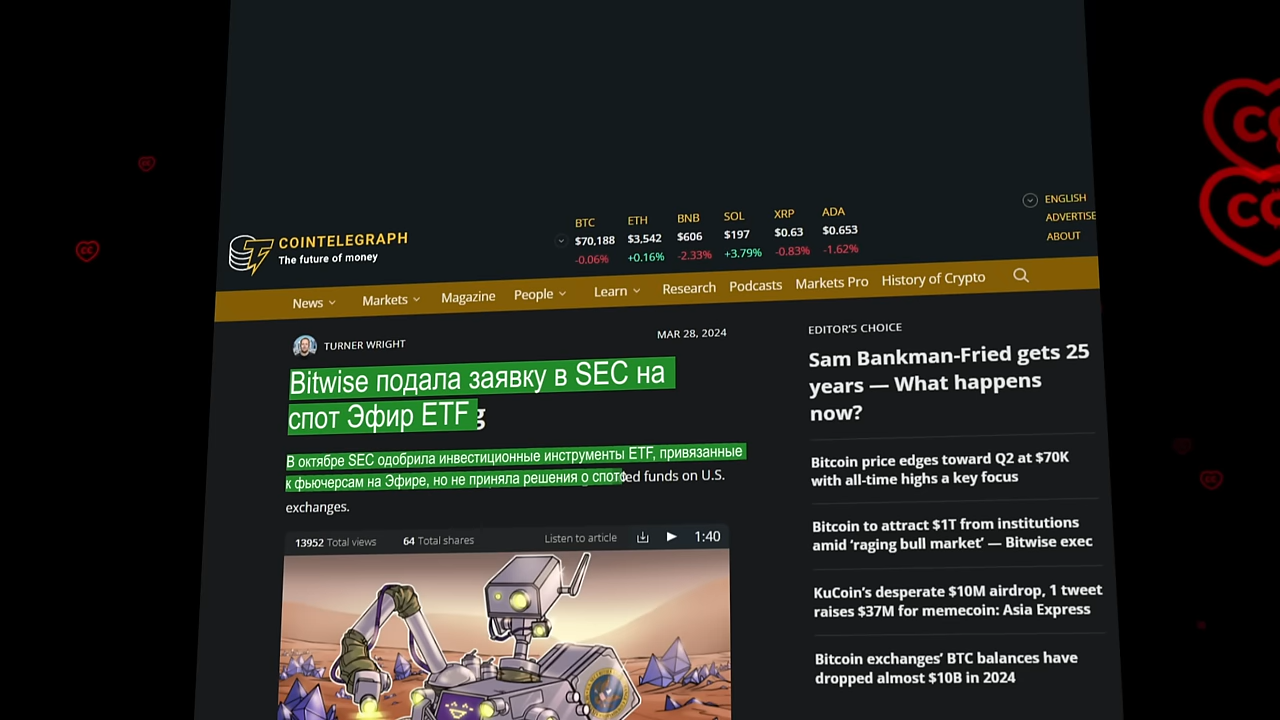 BTC ETH BNB SOL XRP ADA
$70,188 $3,542 $606 $197 $0.63 $0.653
-0.06% +0.16% -2.33% +3.79% -0.83% -1.62%
ENGLISH
ADVERTISE
ABOUT
COINTELEGRAPH
The future of money
News Markets Magazine People Learn Research Podcasts Markets Pro History of Crypto
TURNER WRIGHT
MAR 28, 2024
Bitwise подала заявку в SEC на
спот Эфир ETF g
В октябре SEC одобрила инвестиционные инструменты ETF, привязанные
к фьючерсам на Эфире, но не приняла решения о спот ed funds on U.S.
exchanges.
13952 Total views 64 Total shares Listen to article 1:40
EDITOR'S CHOICE
Sam Bankman-Fried gets 25
years — What happens
now?
Bitcoin price edges toward Q2 at $70K
with all-time highs a key focus
Bitcoin to attract $1T from institutions
amid ‘raging bull market’ — Bitwise exec
KuCoin’s desperate $10M airdrop, 1 tweet
raises $37M for memecoin: Asia Express
Bitcoin exchanges’ BTC balances have
dropped almost $10B in 2024
CC
CC
CC
CC
CC